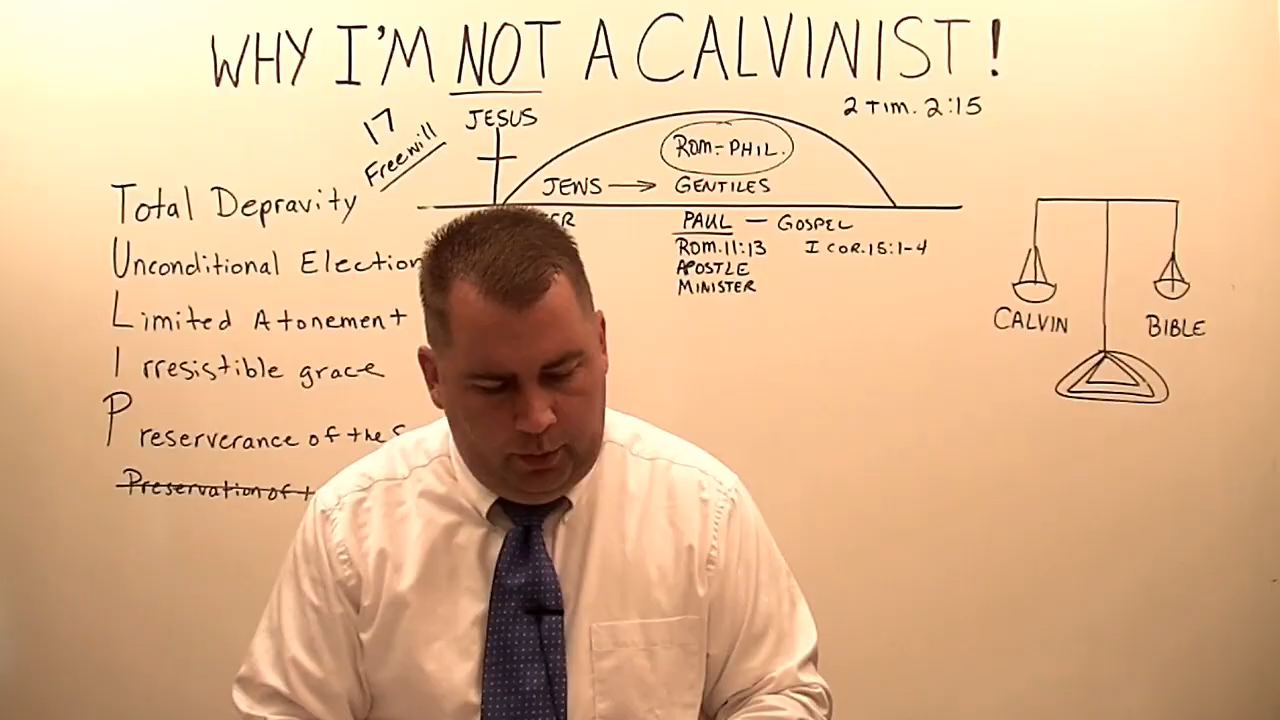 WHY I'M NOT A CALVINIST!
2 TIM. 2:15
17
Freewill
JESUS
ROM-PHIL.
JEWS → GENTILES
Total Depravity
PAUL — GOSPEL
ROM.11:13 I COR.15:1-4
APOSTLE
MINISTER
Unconditional Election
Limited Atonement
Irresistible grace
Preserverance of the S
Preservation of t
CALVIN
BIBLE